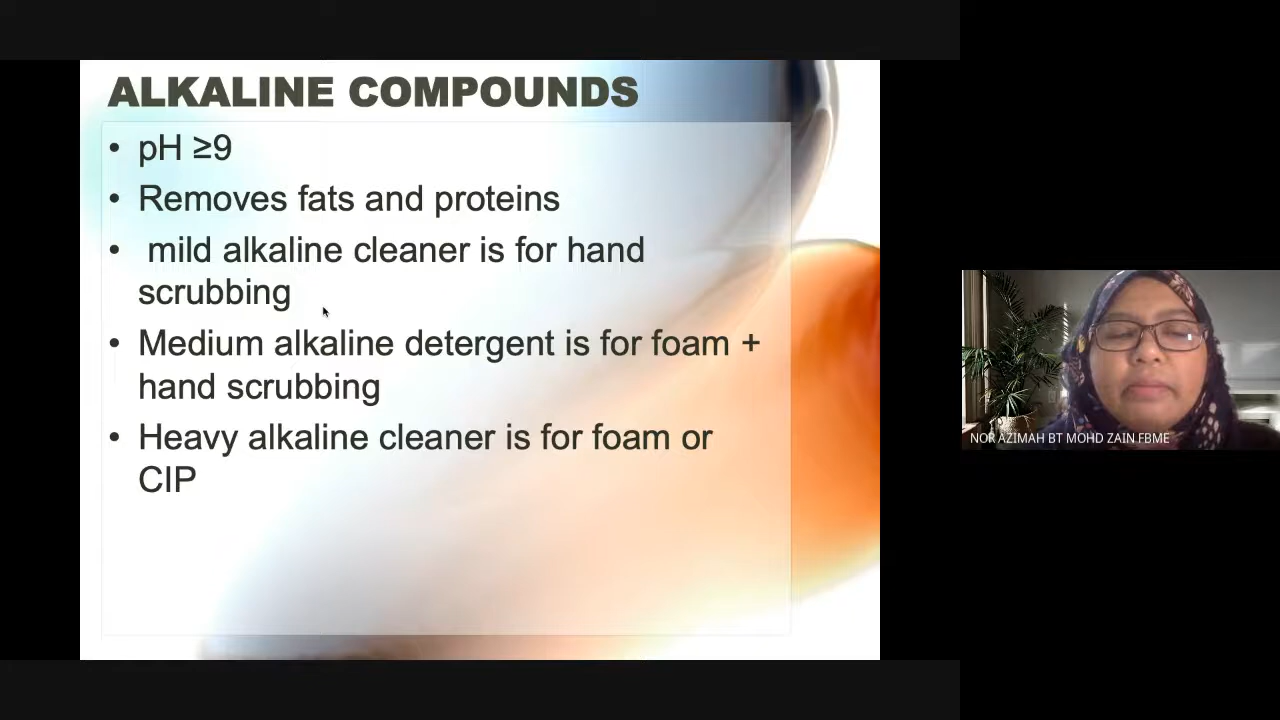 ALKALINE COMPOUNDS
• pH ≥9
• Removes fats and proteins
• mild alkaline cleaner is for hand
scrubbing
• Medium alkaline detergent is for foam +
hand scrubbing
• Heavy alkaline cleaner is for foam or
CIP
NOR AZIMAH BT MOHD ZAIN FBME